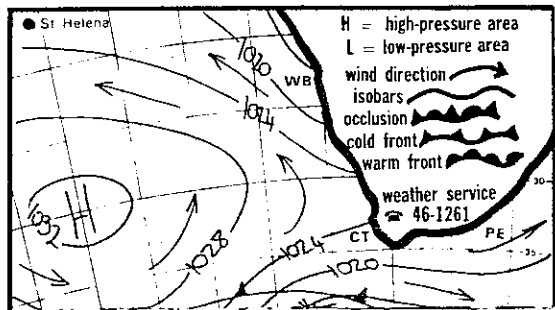 St. Helena
H = high-pressure area
L = low-pressure area
wind direction
isobars
occlusion
cold front
warm front
weather service
☎ 46-1261
1020
WB
1024
H
1032
1028
1024
1020
CT
PE
30
35